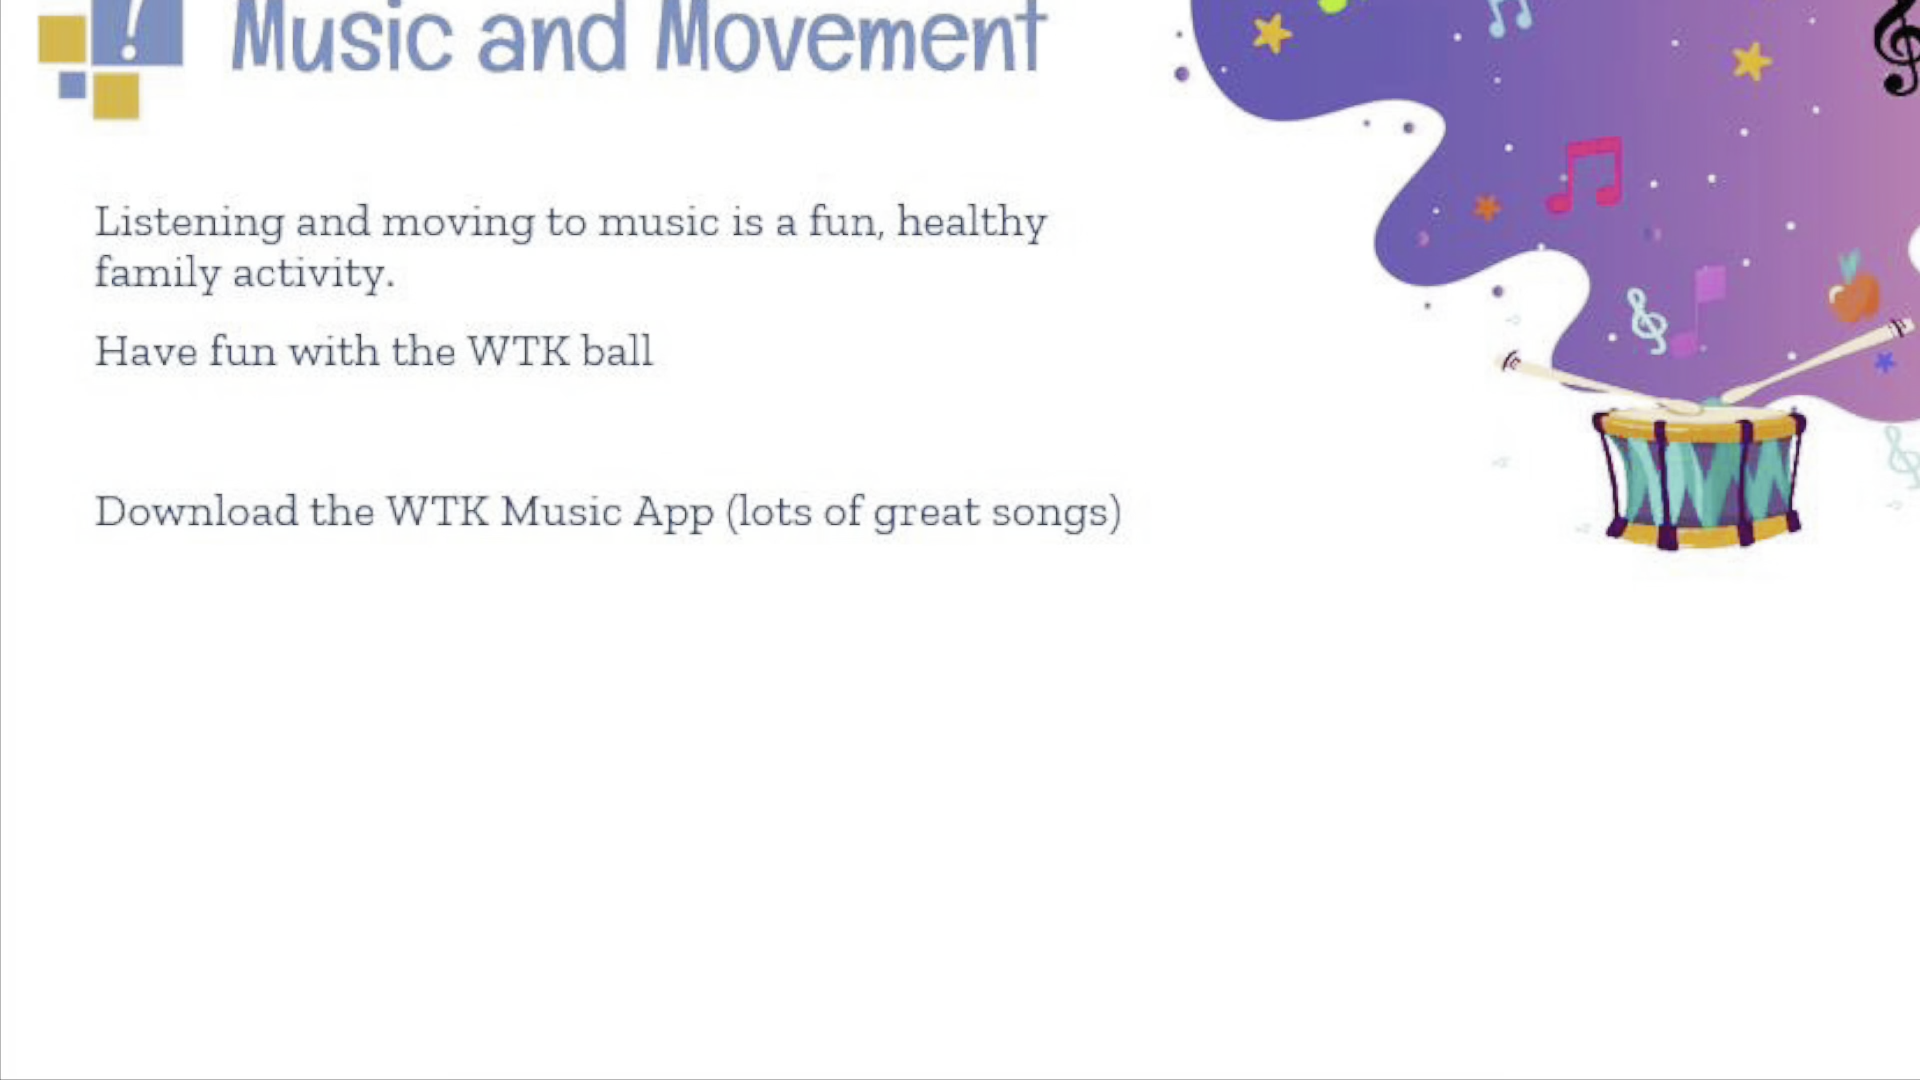 ! Music and Movement
Listening and moving to music is a fun, healthy
family activity.
Have fun with the WTK ball
Download the WTK Music App (lots of great songs)